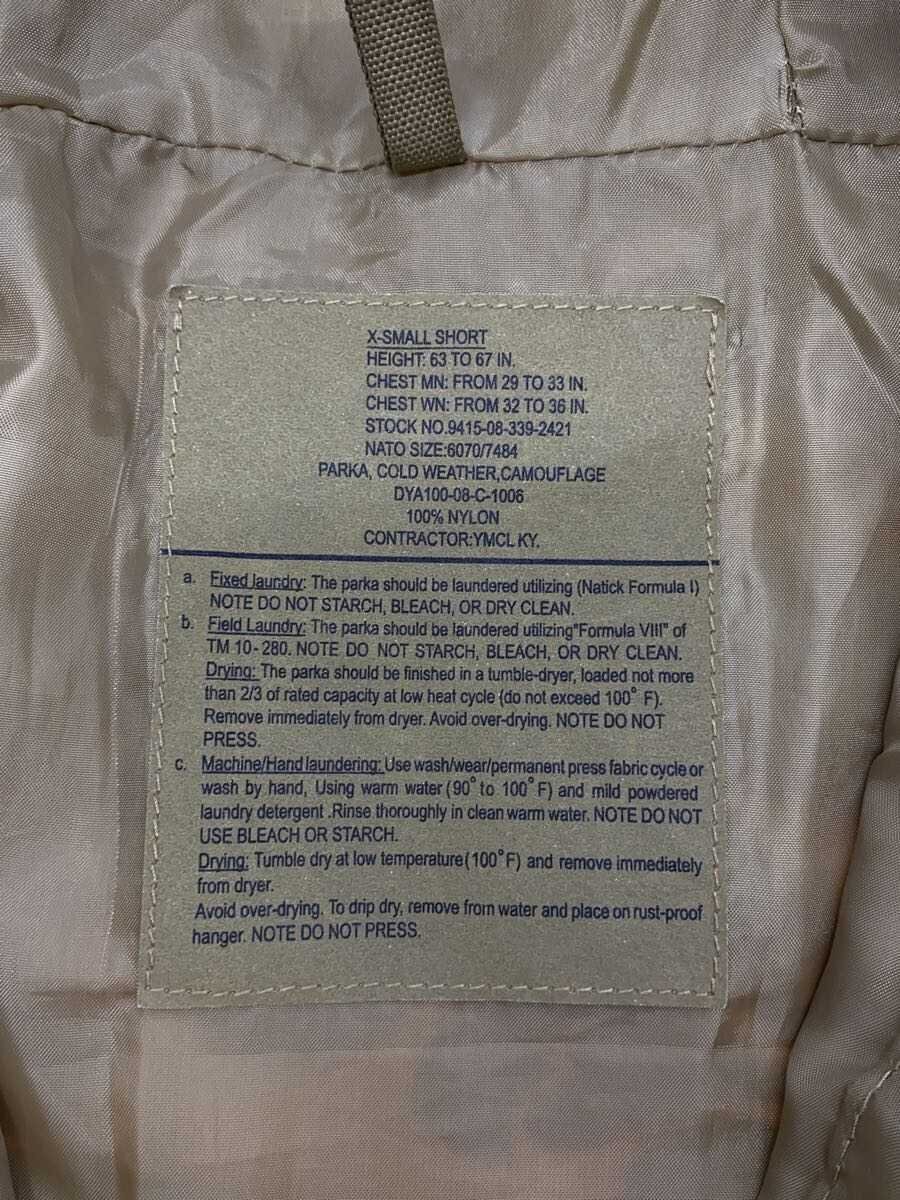 X-SMALL SHORT
HEIGHT: 63 TO 67 IN.
CHEST MN: FROM 29 TO 33 IN.
CHEST WN: FROM 32 TO 36 IN.
STOCK NO.9415-08-339-2421
NATO SIZE:6070/7484
PARKA, COLD WEATHER,CAMOUFLAGE
DYA100-08-C-1006
100% NYLON
CONTRACTOR:YMCL KY.
a. Fixed laundry: The parka should be laundered utilizing (Natick Formula I)
NOTE DO NOT STARCH, BLEACH, OR DRY CLEAN.
b. Field Laundry: The parka should be laundered utilizing"Formula VIII" of
TM 10-280. NOTE DO NOT STARCH, BLEACH, OR DRY CLEAN.
Drying: The parka should be finished in a tumble-dryer, loaded not more
than 2/3 of rated capacity at low heat cycle (do not exceed 100° F).
Remove immediately from dryer. Avoid over-drying. NOTE DO NOT
PRESS.
c. Machine/Hand laundering: Use wash/wear/permanent press fabric cycle or
wash by hand, Using warm water (90° to 100° F) and mild powdered
laundry detergent .Rinse thoroughly in clean warm water. NOTE DO NOT
USE BLEACH OR STARCH.
Drying: Tumble dry at low temperature(100°F) and remove immediately
from dryer.
Avoid over-drying. To drip dry, remove from water and place on rust-proof
hanger. NOTE DO NOT PRESS.